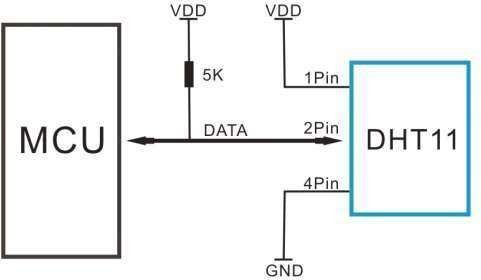 VDD
VDD
5K
1Pin
MCU
DATA
2Pin
DHT11
4Pin
GND